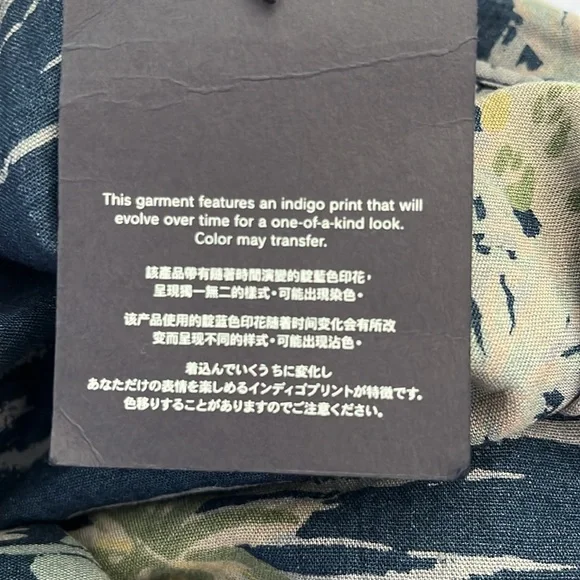 This garment features an indigo print that will
evolve over time for a one-of-a-kind look.
Color may transfer.
該產品帶有隨著時間演變的靛藍色印花，
呈現獨一無二的樣式。可能出現染色。
该产品使用的靛蓝色印花随着时间变化会有所改
变而呈现不同的样式。可能出现沾色。
着込んでいくうちに変化し
あなただけの表情を楽しめるインディゴプリントが特徴です。
色移りすることがありますのでご注意ください。